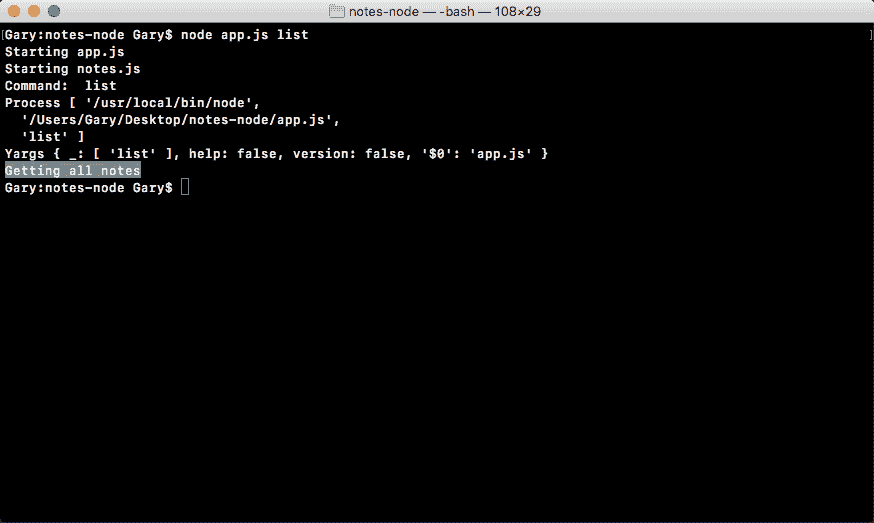 notes-node — -bash — 108×29
[Gary:notes-node Gary$ node app.js list ]
Starting app.js
Starting notes.js
Command:  list
Process [ '/usr/local/bin/node',
  '/Users/Gary/Desktop/notes-node/app.js',
  'list' ]
Yargs { _: [ 'list' ], help: false, version: false, '$0': 'app.js' }
Getting all notes
Gary:notes-node Gary$